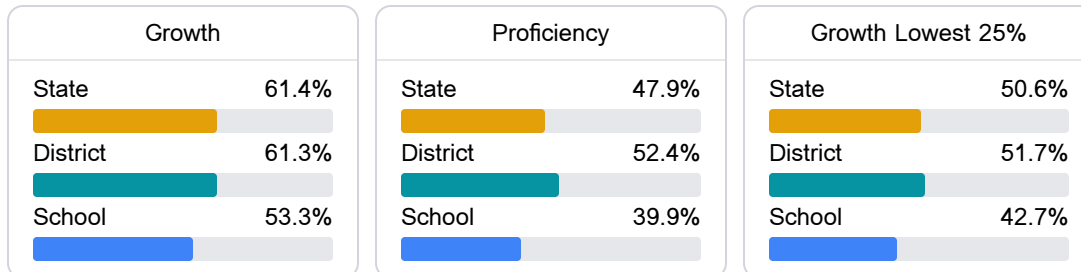 Growth
State 61.4%
District 61.3%
School 53.3%
Proficiency
State 47.9%
District 52.4%
School 39.9%
Growth Lowest 25%
State 50.6%
District 51.7%
School 42.7%